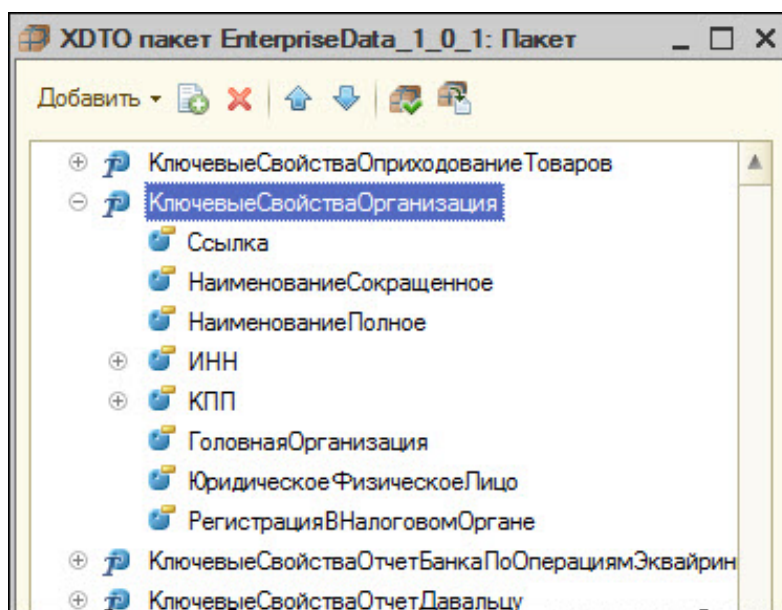 XDTO пакет EnterpriseData_1_0_1: Пакет
Добавить
КлючевыеСвойстваОприходованиеТоваров
КлючевыеСвойстваОрганизация
Ссылка
НаименованиеСокращенное
НаименованиеПолное
ИНН
КПП
ГоловнаяОрганизация
ЮридическоеФизическоеЛицо
РегистрацияВНалоговомОргане
КлючевыеСвойстваОтчетБанкаПоОперациямЭквайрин
КлючевыеСвойстваОтчетДавальцу